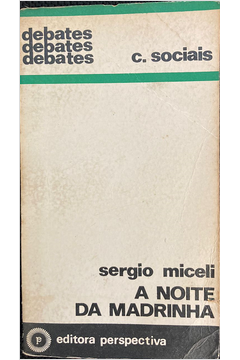 debates
debates
debates
c. sociais
sergio miceli
A NOITE
DA MADRINHA
editora perspectiva